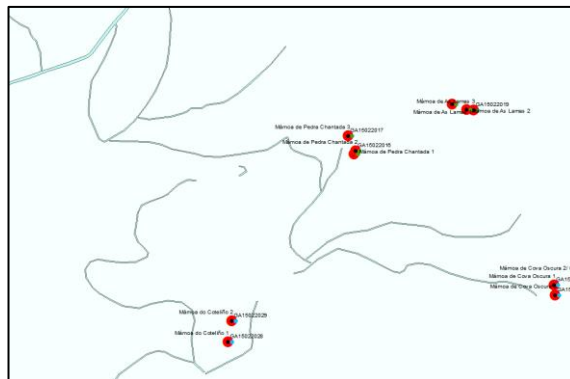 Mámoa de As Lamas 3
GA15022019
Mámoa de As Lamas 2
Mámoa de Pedra Chantada 3
GA15022017
Mámoa de Pedra Chantada 2
GA15022016
Mámoa de Pedra Chantada 1
Mámoa de Cova Oscura 2/
Mámoa de Cova Oscura 1
Mámoa de Cova Oscura
Mámoa do Coteliño 2
GA15022029
Mámoa do Coteliño 1
GA15022028